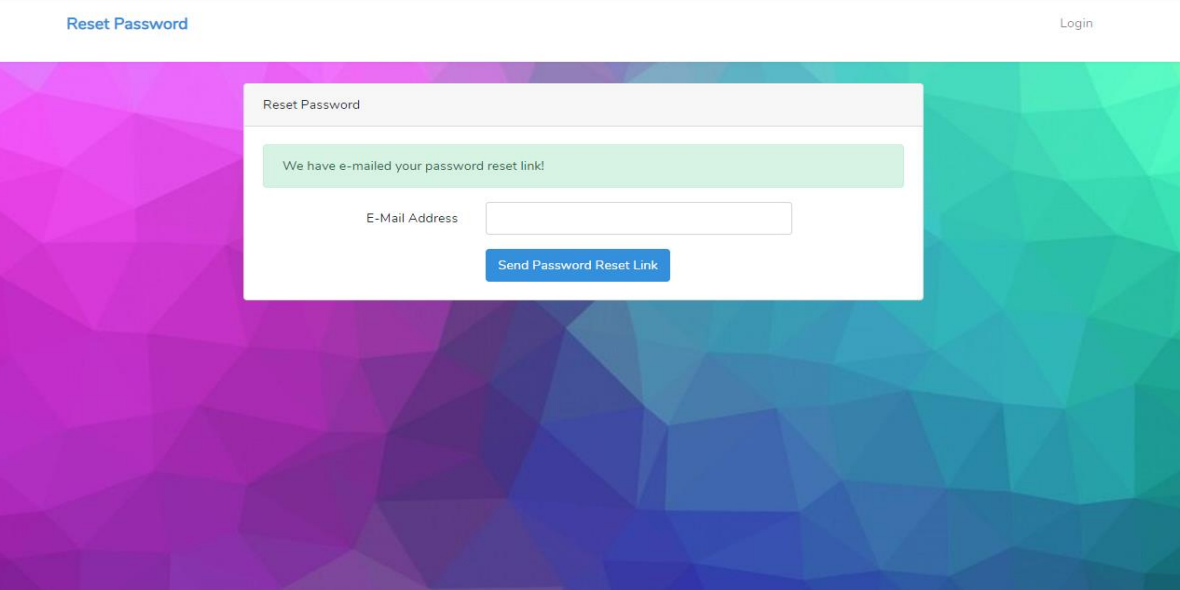 Reset Password
Login
Reset Password
We have e-mailed your password reset link!
E-Mail Address
Send Password Reset Link